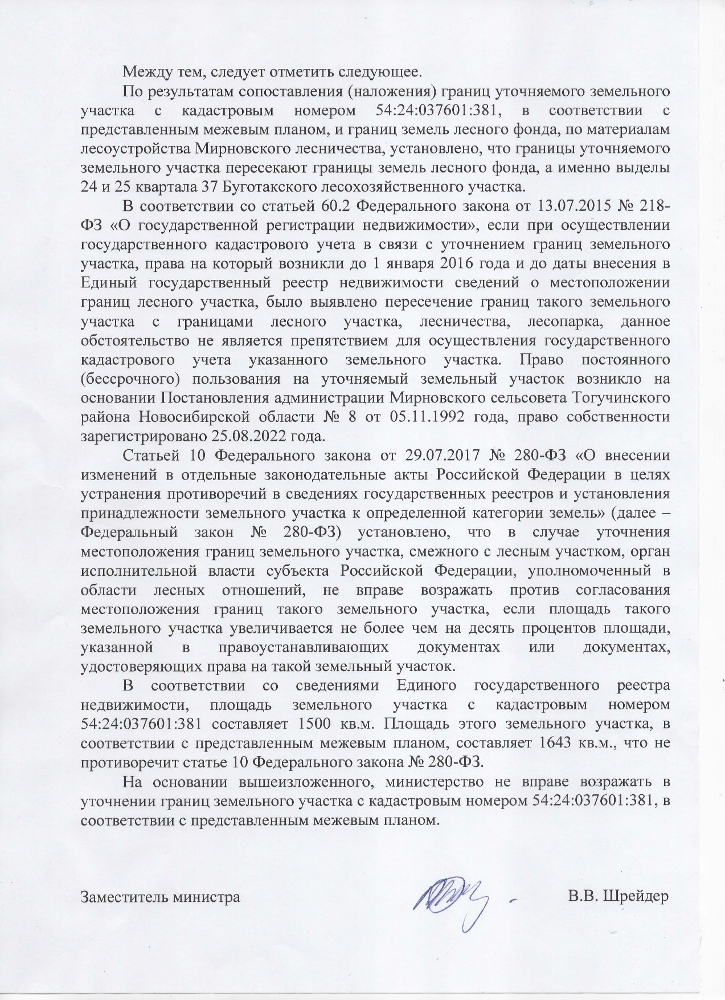 Между тем, следует отметить следующее.
По результатам сопоставления (наложения) границ уточняемого земельного
участка с кадастровым номером 54:24:037601:381, в соответствии с
представленным межевым планом, и границ земель лесного фонда, по материалам
лесоустройства Мирновского лесничества, установлено, что границы уточняемого
земельного участка пересекают границы земель лесного фонда, а именно выделы
24 и 25 квартала 37 Буготакского лесохозяйственного участка.
В соответствии со статьей 60.2 Федерального закона от 13.07.2015 № 218-
ФЗ «О государственной регистрации недвижимости», если при осуществлении
государственного кадастрового учета в связи с уточнением границ земельного
участка, права на который возникли до 1 января 2016 года и до даты внесения в
Единый государственный реестр недвижимости сведений о местоположении
границ лесного участка, было выявлено пересечение границ такого земельного
участка с границами лесного участка, лесничества, лесопарка, данное
обстоятельство не является препятствием для осуществления государственного
кадастрового учета указанного земельного участка. Право постоянного
(бессрочного) пользования на уточняемый земельный участок возникло на
основании Постановления администрации Мирновского сельсовета Тогучинского
района Новосибирской области № 8 от 05.11.1992 года, право собственности
зарегистрировано 25.08.2022 года.
Статьей 10 Федерального закона от 29.07.2017 № 280-ФЗ «О внесении
изменений в отдельные законодательные акты Российской Федерации в целях
устранения противоречий в сведениях государственных реестров и установления
принадлежности земельного участка к определенной категории земель» (далее –
Федеральный закон № 280-ФЗ) установлено, что в случае уточнения
местоположения границ земельного участка, смежного с лесным участком, орган
исполнительной власти субъекта Российской Федерации, уполномоченный в
области лесных отношений, не вправе возражать против согласования
местоположения границ такого земельного участка, если площадь такого
земельного участка увеличивается не более чем на десять процентов площади,
указанной в правоустанавливающих документах или документах,
удостоверяющих права на такой земельный участок.
В соответствии со сведениями Единого государственного реестра
недвижимости, площадь земельного участка с кадастровым номером
54:24:037601:381 составляет 1500 кв.м. Площадь этого земельного участка, в
соответствии с представленным межевым планом, составляет 1643 кв.м., что не
противоречит статье 10 Федерального закона № 280-ФЗ.
На основании вышеизложенного, министерство не вправе возражать в
уточнении границ земельного участка с кадастровым номером 54:24:037601:381, в
соответствии с представленным межевым планом.
Заместитель министра В.В. Шрейдер